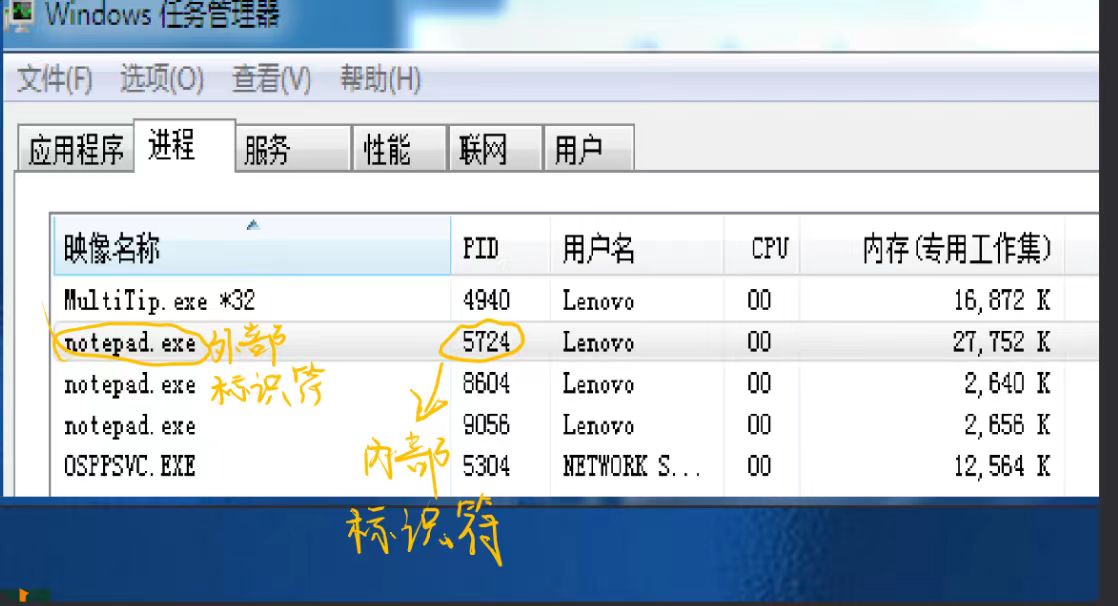 Windows 任务管理器
文件(F) 选项(O) 查看(V) 帮助(H)
应用程序 进程 服务 性能 联网 用户
映像名称 PID 用户名 CPU 内存(专用工作集)
MultiTip.exe *32 4940 Lenovo 00 16,872 K
notepad.exe 外部 5724 Lenovo 00 27,752 K
notepad.exe 标识符 8604 Lenovo 00 2,640 K
notepad.exe 9056 Lenovo 00 2,656 K
OSPPSVC.EXE 5304 NETWORK S... 00 12,564 K
内部
标识符